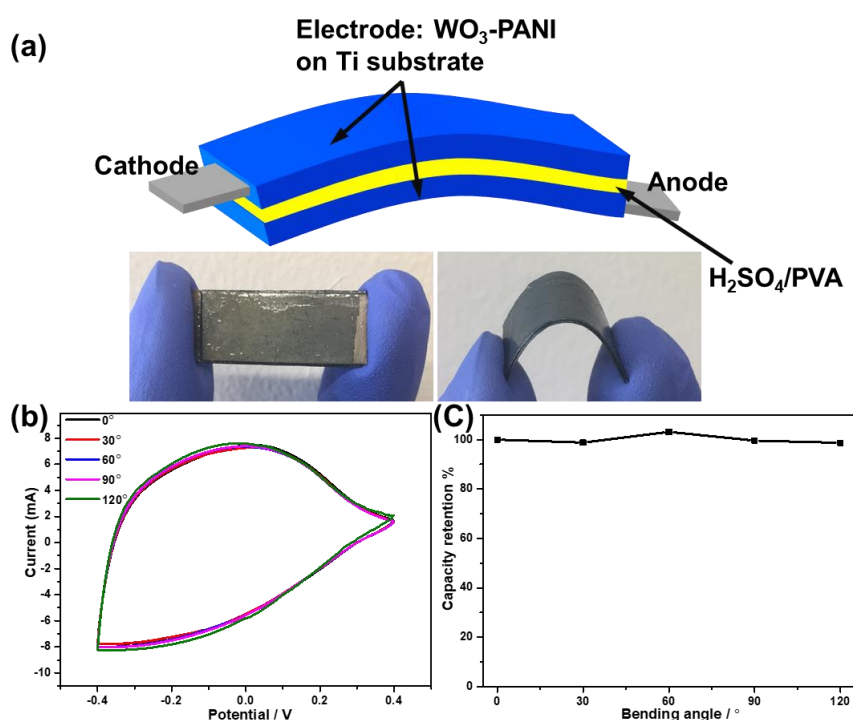 (a)
Electrode: WO₃-PANI
on Ti substrate
Cathode
Anode
H₂SO₄/PVA
(b)
0°
30°
60°
90°
120°
8
6
4
2
0
-2
-4
-6
-8
-10
Current (mA)
-0.4
-0.2
0.0
0.2
0.4
Potential / V
(C)
120
100
80
60
40
20
0
Capacity retention %
0
30
60
90
120
Bending angle / °